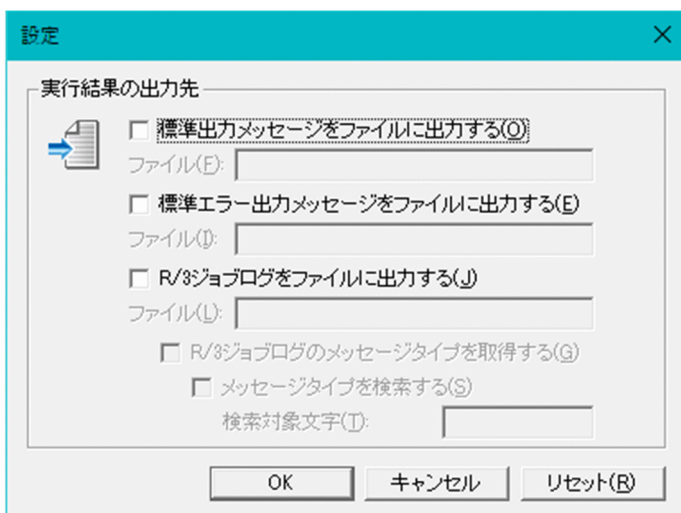 設定
実行結果の出力先
標準出力メッセージをファイルに出力する(O)
ファイル(F):
標準エラー出力メッセージをファイルに出力する(E)
ファイル(I):
R/3ジョブログをファイルに出力する(J)
ファイル(L):
R/3ジョブログのメッセージタイプを取得する(G)
メッセージタイプを検索する(S)
検索対象文字(T):
OK キャンセル リセット(R)